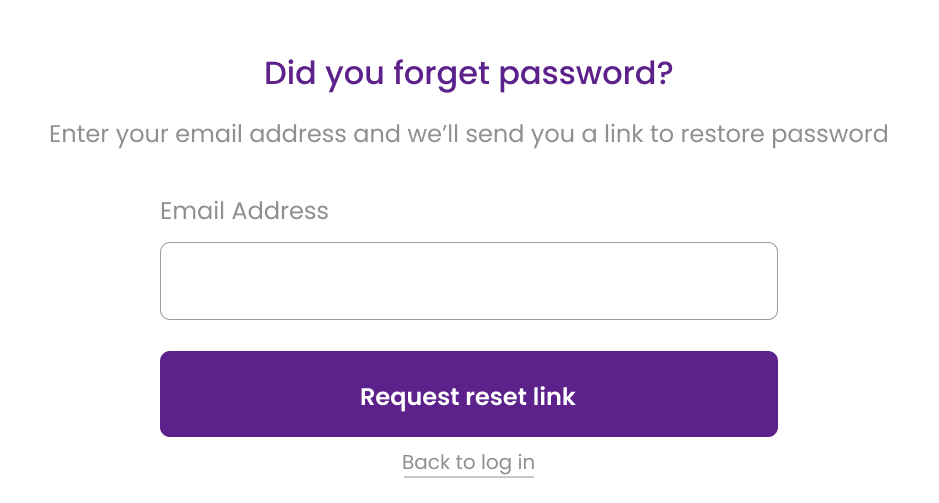 Did you forget password?
Enter your email address and we’ll send you a link to restore password
Email Address
Request reset link
Back to log in